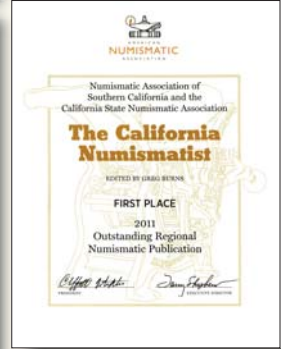 AMERICAN
NUMISMATIC
ASSOCIATION
Numismatic Association of
Southern California and the
California State Numismatic Association
The California
Numismatist
EDITED BY GREG BURNS
FIRST PLACE
2011
Outstanding Regional
Numismatic Publication
PRESIDENT
EXECUTIVE DIRECTOR